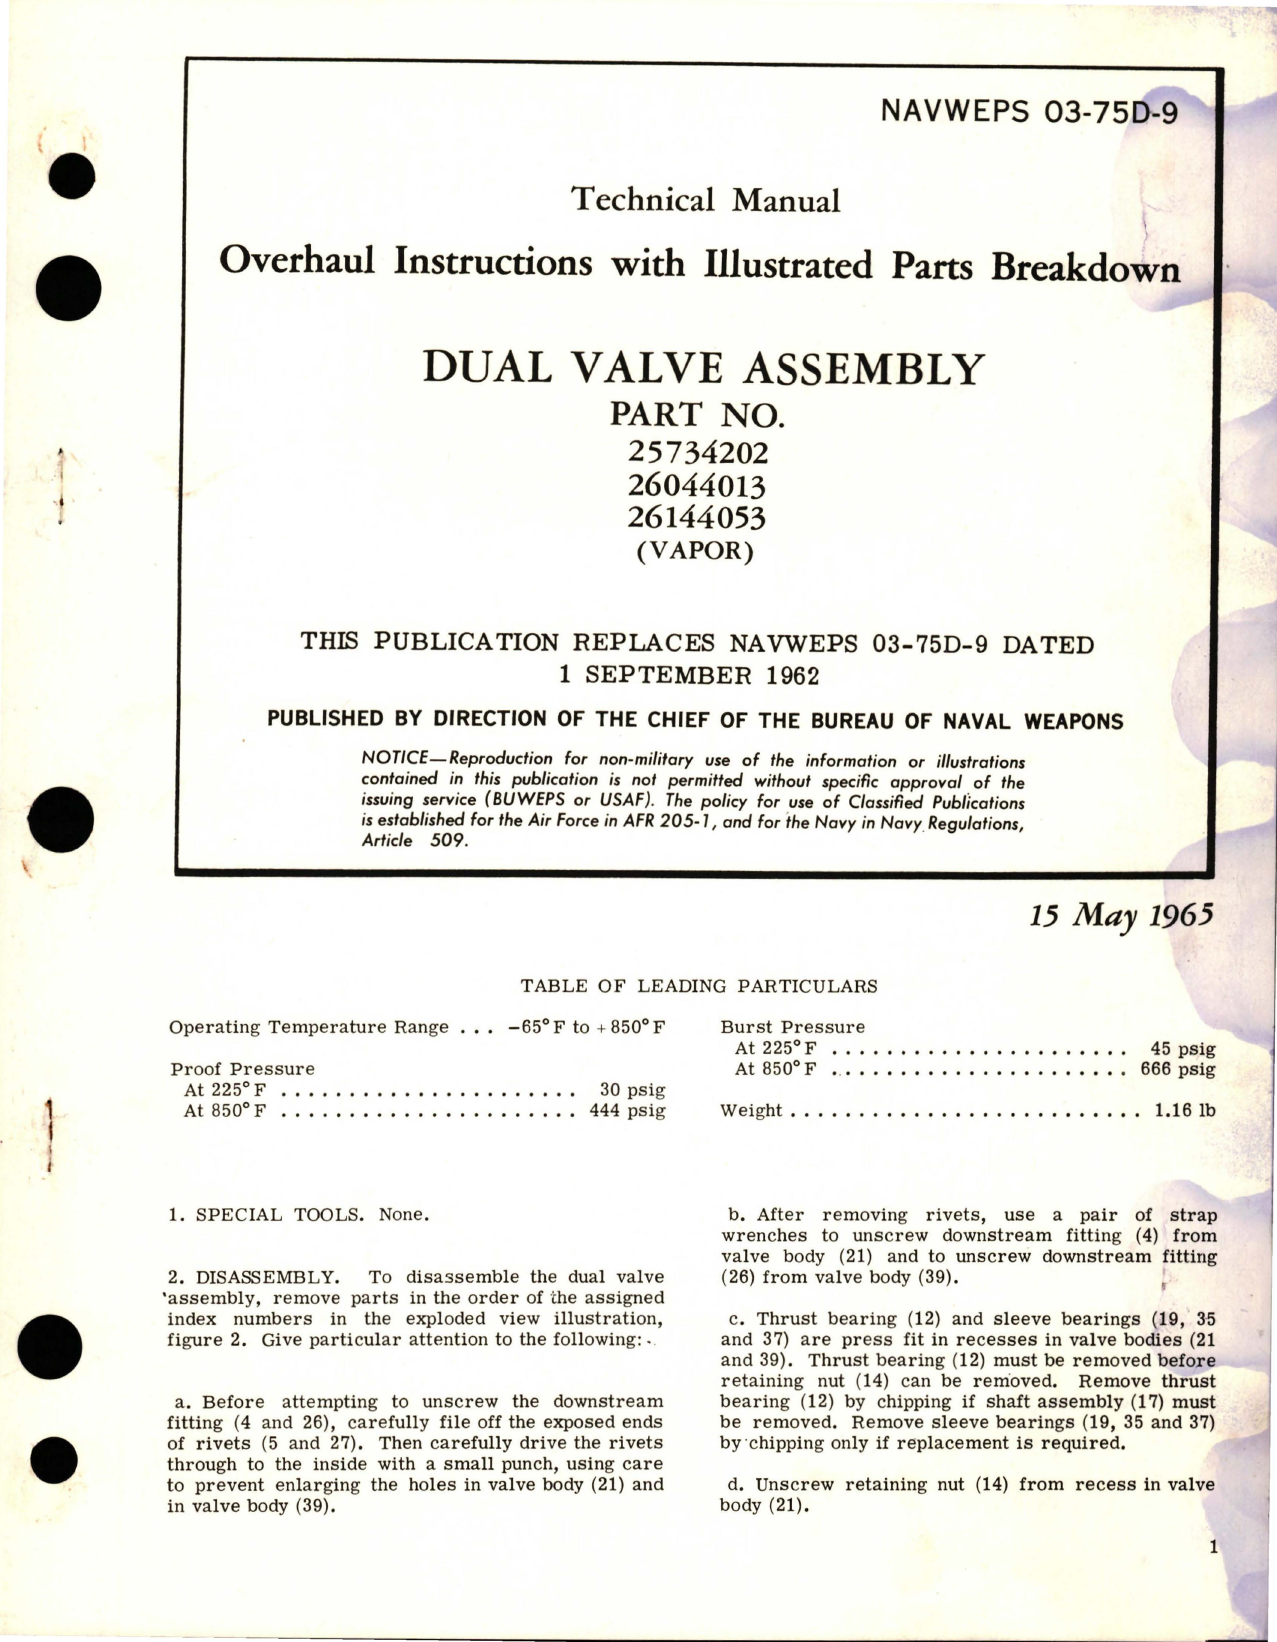 NAVWEPS 03-75D-9
Technical Manual
Overhaul Instructions with Illustrated Parts Breakdown
DUAL VALVE ASSEMBLY
PART NO.
25734202
26044013
26144053
(VAPOR)
THIS PUBLICATION REPLACES NAVWEPS 03-75D-9 DATED
1 SEPTEMBER 1962
PUBLISHED BY DIRECTION OF THE CHIEF OF THE BUREAU OF NAVAL WEAPONS
NOTICE—Reproduction for non-military use of the information or illustrations
contained in this publication is not permitted without specific approval of the
issuing service (BUWEPS or USAF). The policy for use of Classified Publications
is established for the Air Force in AFR 205-1, and for the Navy in Navy Regulations,
Article 509.
15 May 1965
TABLE OF LEADING PARTICULARS
Operating Temperature Range . . . -65°F to +850°F
Proof Pressure
At 225°F . . . . . . . . . . . . . . . . . . . . . . 30 psig
At 850°F . . . . . . . . . . . . . . . . . . . . . . 444 psig
Burst Pressure
At 225°F . . . . . . . . . . . . . . . . . . . . . . 45 psig
At 850°F . . . . . . . . . . . . . . . . . . . . . . 666 psig
Weight . . . . . . . . . . . . . . . . . . . . . . . . . . 1.16 lb
1. SPECIAL TOOLS. None.
2. DISASSEMBLY. To disassemble the dual valve
assembly, remove parts in the order of the assigned
index numbers in the exploded view illustration,
figure 2. Give particular attention to the following:
a. Before attempting to unscrew the downstream
fitting (4 and 26), carefully file off the exposed ends
of rivets (5 and 27). Then carefully drive the rivets
through to the inside with a small punch, using care
to prevent enlarging the holes in valve body (21) and
in valve body (39).
b. After removing rivets, use a pair of strap
wrenches to unscrew downstream fitting (4) from
valve body (21) and to unscrew downstream fitting
(26) from valve body (39).
c. Thrust bearing (12) and sleeve bearings (19, 35
and 37) are press fit in recesses in valve bodies (21
and 39). Thrust bearing (12) must be removed before
retaining nut (14) can be removed. Remove thrust
bearing (12) by chipping if shaft assembly (17) must
be removed. Remove sleeve bearings (19, 35 and 37)
by chipping only if replacement is required.
d. Unscrew retaining nut (14) from recess in valve
body (21).
1